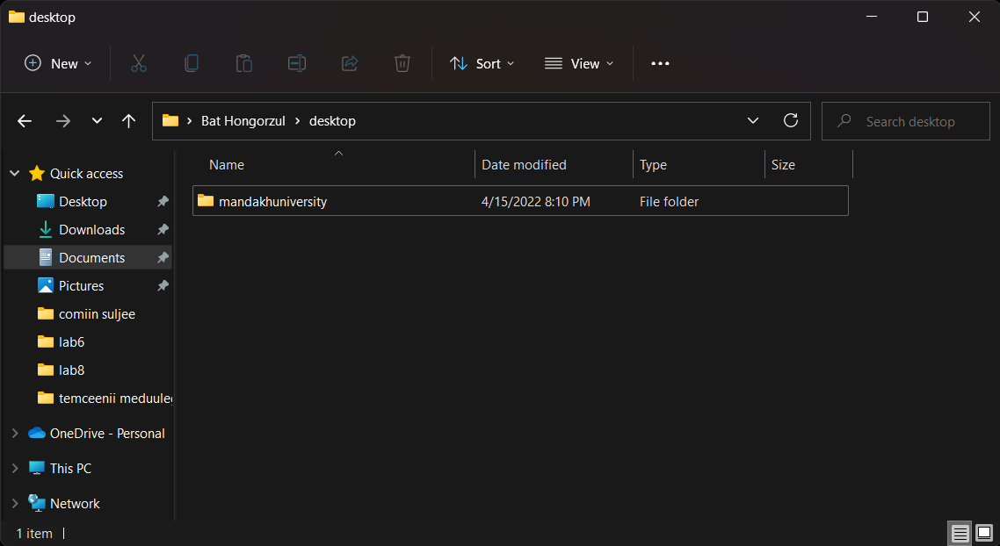 desktop
New Sort View
Bat Hongorzul desktop Search desktop
Name Date modified Type Size
mandakhuniversity 4/15/2022 8:10 PM File folder
Quick access
Desktop
Downloads
Documents
Pictures
comiin suljee
lab6
lab8
temceenii meduuleg
OneDrive - Personal
This PC
Network
1 item